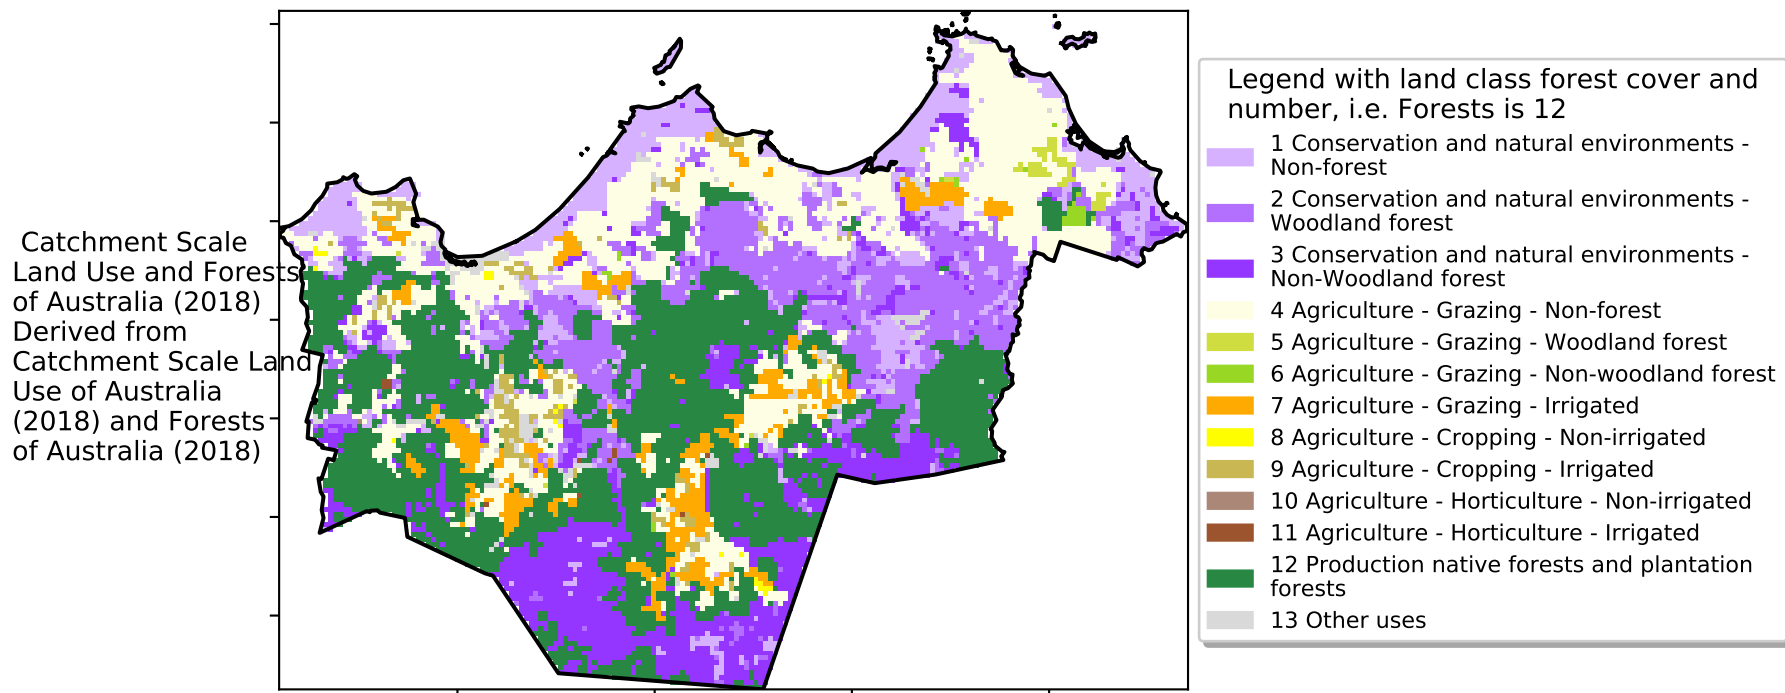 Catchment Scale
Land Use and Forests
of Australia (2018)
Derived from
Catchment Scale Land
Use of Australia
(2018) and Forests
of Australia (2018)
Legend with land class forest cover and
number, i.e. Forests is 12
1 Conservation and natural environments -
Non-forest
2 Conservation and natural environments -
Woodland forest
3 Conservation and natural environments -
Non-Woodland forest
4 Agriculture - Grazing - Non-forest
5 Agriculture - Grazing - Woodland forest
6 Agriculture - Grazing - Non-woodland forest
7 Agriculture - Grazing - Irrigated
8 Agriculture - Cropping - Non-irrigated
9 Agriculture - Cropping - Irrigated
10 Agriculture - Horticulture - Non-irrigated
11 Agriculture - Horticulture - Irrigated
12 Production native forests and plantation
forests
13 Other uses